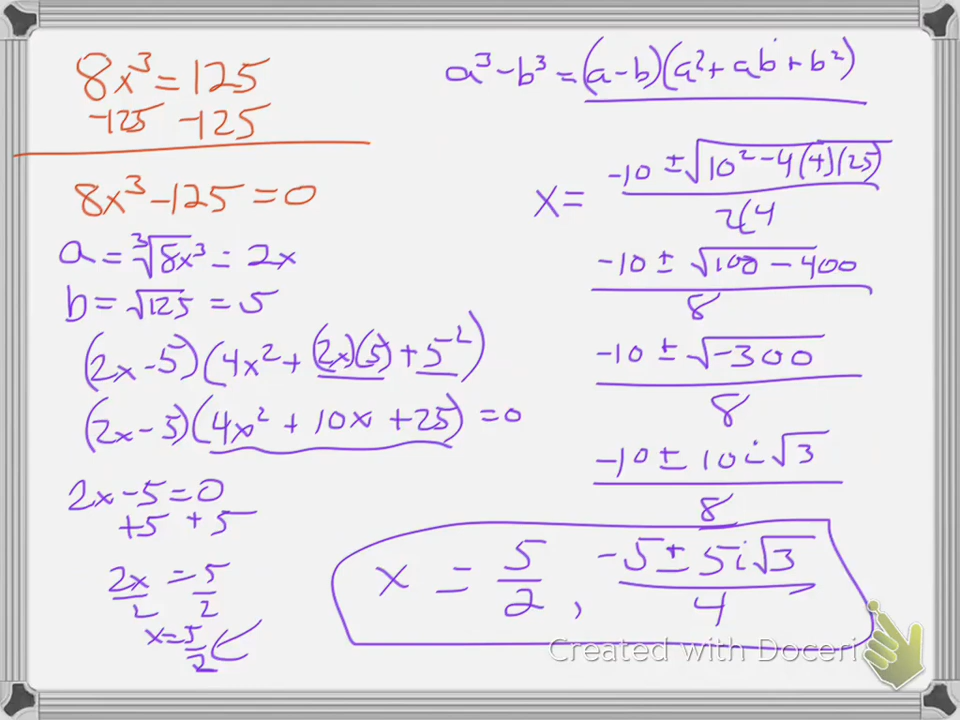 8x³ = 125
-125 -125
8x³ - 125 = 0
a = ∛8x³ = 2x
b = √125 = 5
(2x - 5)(4x² + (2x)(5) + 5²)
(2x - 5)(4x² + 10x + 25) = 0
2x - 5 = 0
+5 +5
2x/2 = 5/2
x = 5/2
a³ - b³ = (a - b)(a² + ab + b²)
x = -10 ± √10² - 4(4)(25)
2(4
-10 ± √100 - 400
8
-10 ± √-300
8
-10 ± 10i√3
8
x = 5/2, -5 ± 5i√3
4
Created with Doceri